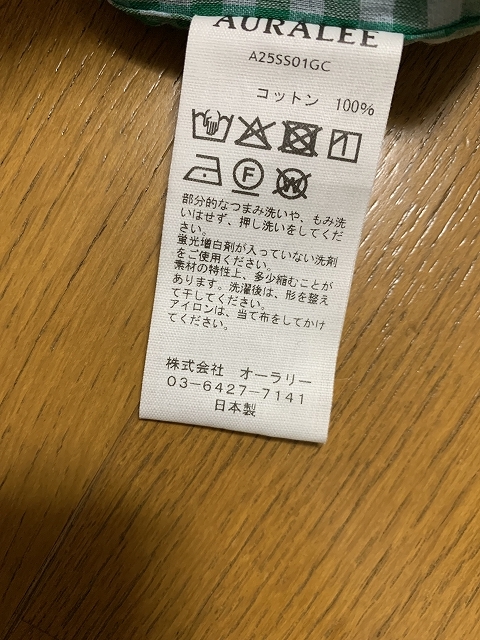 AURALEE
A25SS01GC
コットン 100%
F
W
部分的なつまみ洗いや、もみ洗
いはせず、押し洗いをしてくだ
さい。
蛍光増白剤が入っていない洗剤
をご使用ください。
素材の特性上、多少縮むことが
あります。洗濯後は、形を整え
て干してください。
アイロンは、当て布をしてかけ
てください。
株式会社 オーラリー
03-6427-7141
日本製